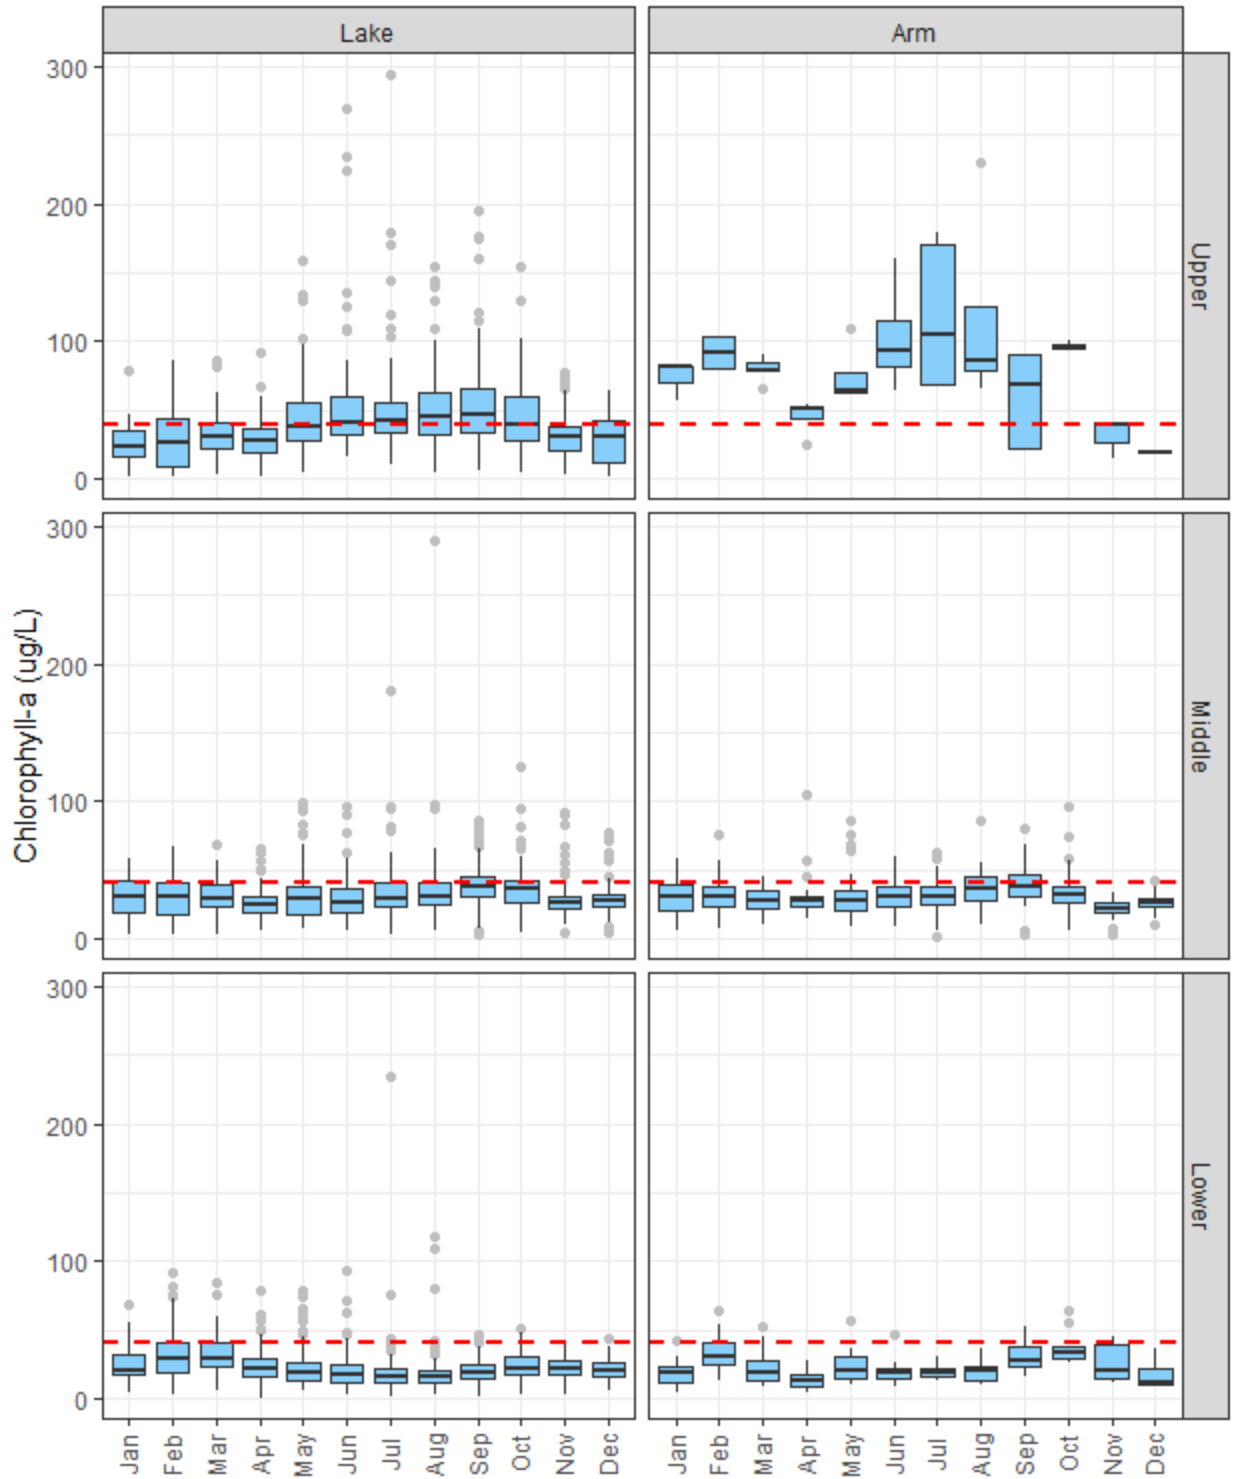 Lake Arm
300
200
100
0
Upper
300
200
100
0
Middle
300
200
100
0
Lower
Chlorophyll-a (ug/L)
Jan Feb Mar Apr May Jun Jul Aug Sep Oct Nov Dec Jan Feb Mar Apr May Jun Jul Aug Sep Oct Nov Dec